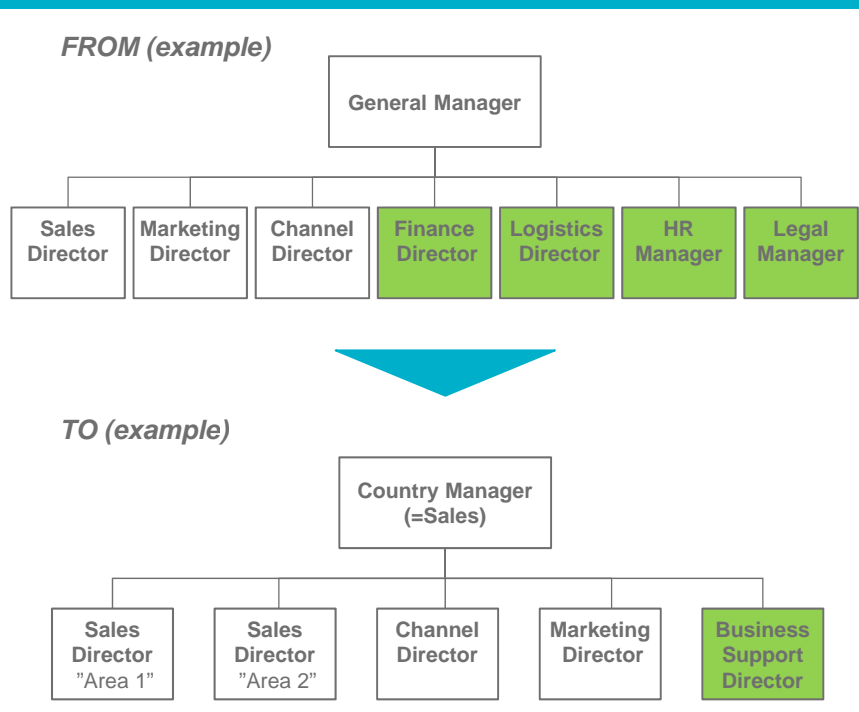 FROM (example)
General Manager
Sales
Director
Marketing
Director
Channel
Director
Finance
Director
Logistics
Director
HR
Manager
Legal
Manager
TO (example)
Country Manager
(=Sales)
Sales
Director
”Area 1”
Sales
Director
”Area 2”
Channel
Director
Marketing
Director
Business
Support
Director